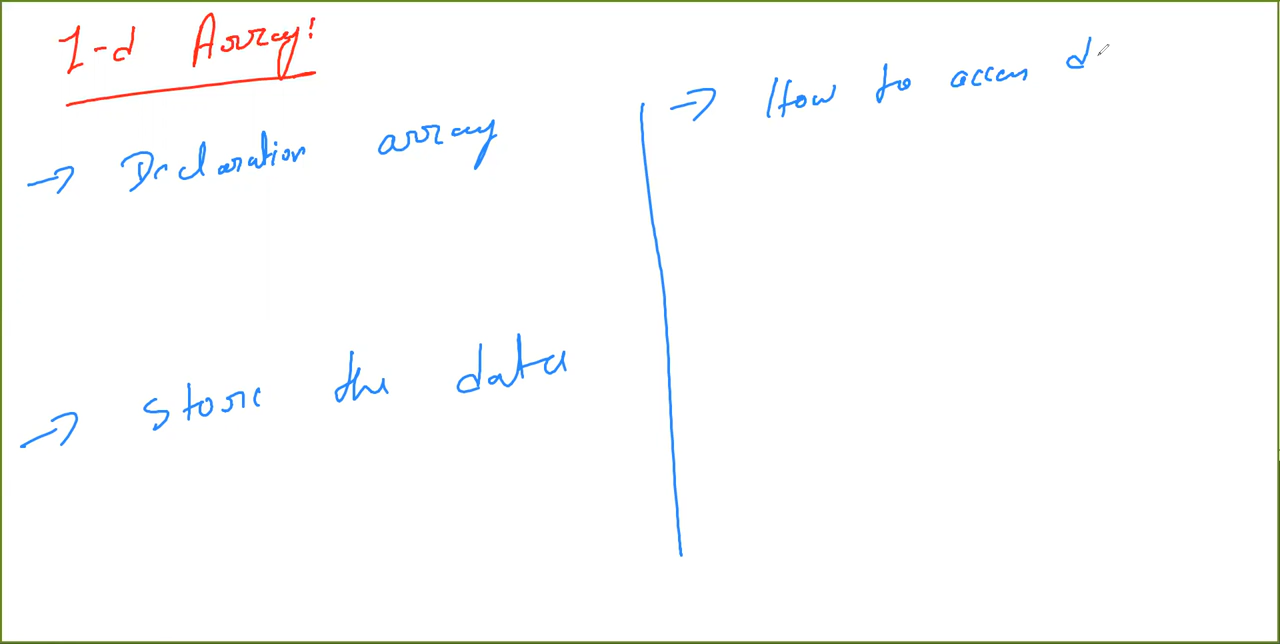 1-d Array:
→ Declaration array
→ Store the data
→ How to access d